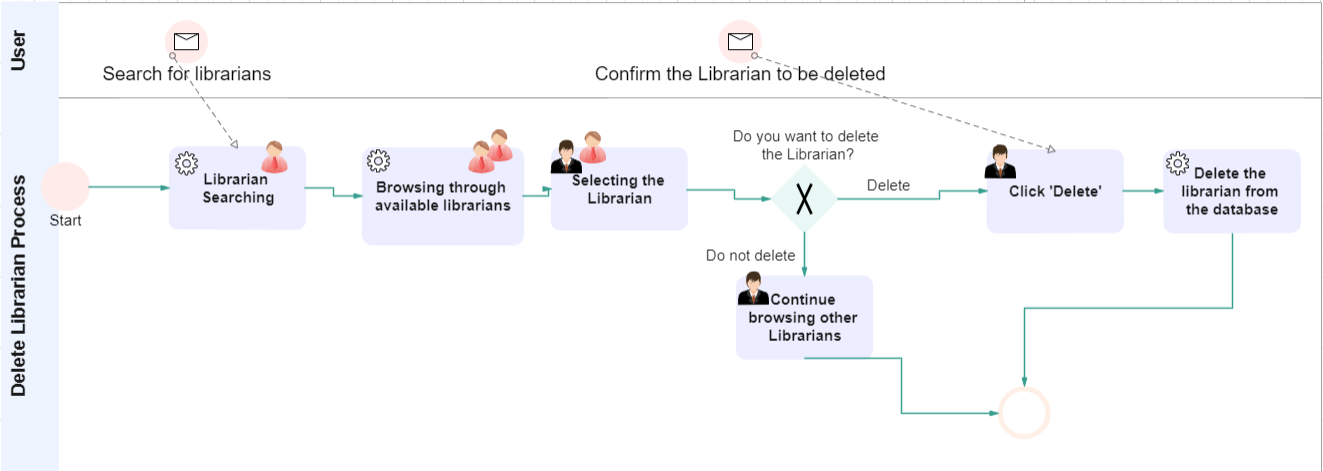 User
Search for librarians
Confirm the Librarian to be deleted
Delete Librarian Process
Start
Librarian
Searching
Browsing through
available librarians
Selecting the
Librarian
Do you want to delete
the Librarian?
Delete
Do not delete
Click 'Delete'
Delete the
librarian from
the database
Continue
browsing other
Librarians